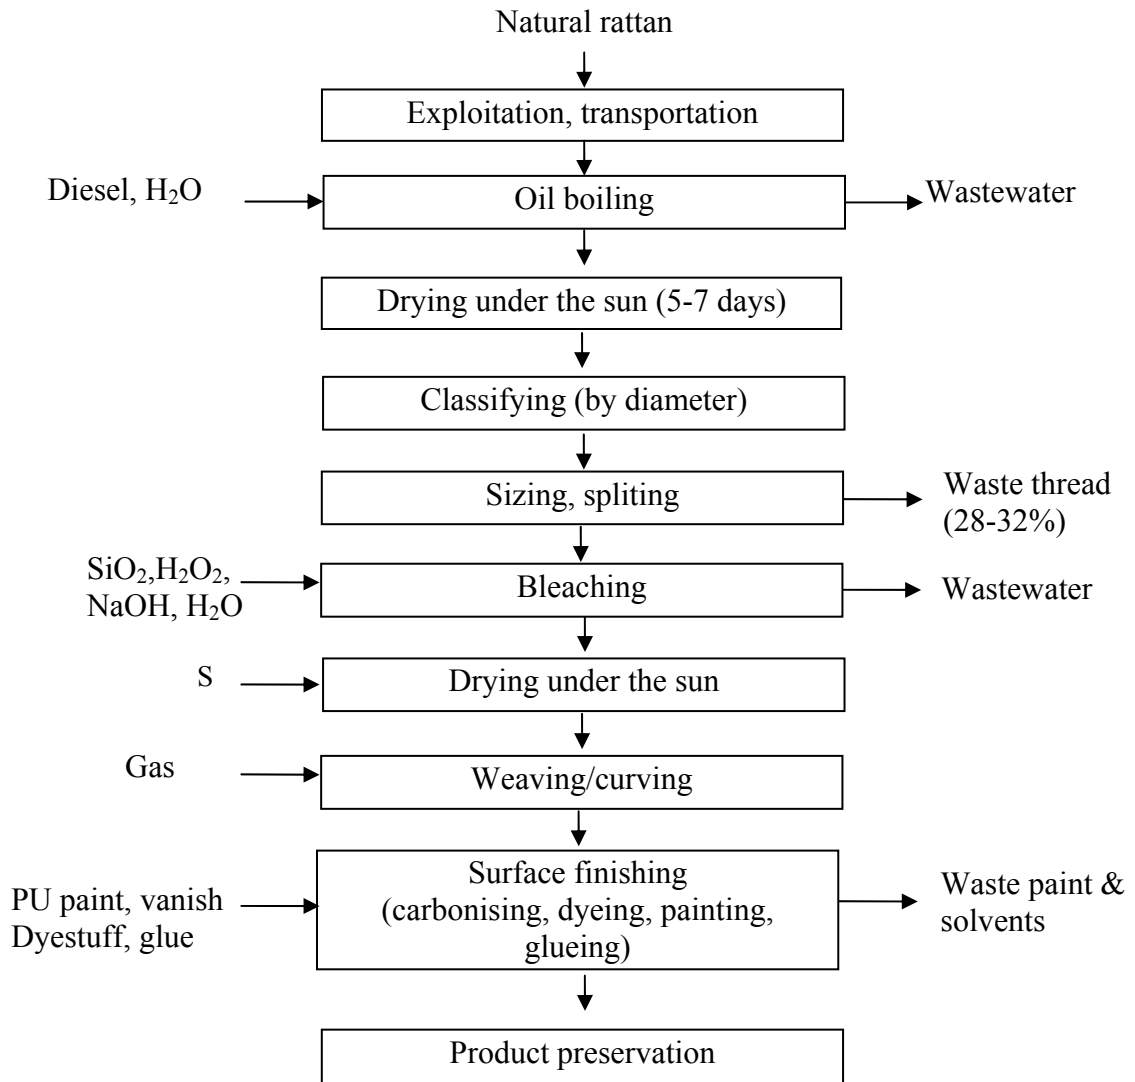 Natural rattan
Exploitation, transportation
Diesel, H₂O
Oil boiling
Wastewater
Drying under the sun (5-7 days)
Classifying (by diameter)
Sizing, spliting
Waste thread
(28-32%)
SiO₂,H₂O₂,
NaOH, H₂O
Bleaching
Wastewater
S
Drying under the sun
Gas
Weaving/curving
PU paint, vanish
Dyestuff, glue
Surface finishing
(carbonising, dyeing, painting,
glueing)
Waste paint &
solvents
Product preservation